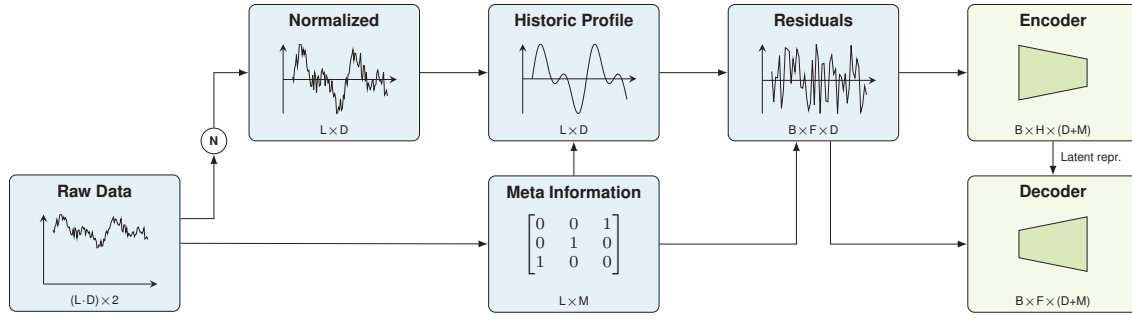 Normalized
L × D
Historic Profile
L × D
Residuals
B × F × D
Encoder
B × H × (D+M)
N
Latent repr.
Raw Data
(L·D) × 2
Meta Information
0 0 1
0 1 0
1 0 0
L × M
Decoder
B × F × (D+M)